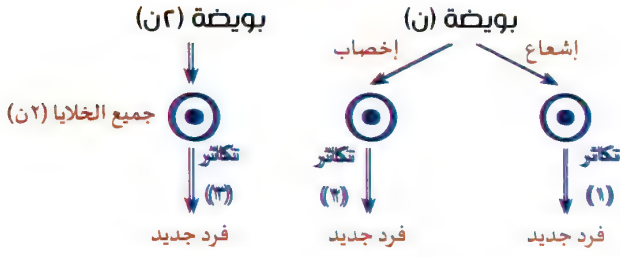 بويضة (ن) بويضة (٢ن)
إشعاع إخصاب
جميع الخلايا (٢ن)
تكاثر تكاثر تكاثر
(١) (٢) (٣)
فرد جديد فرد جديد فرد جديد